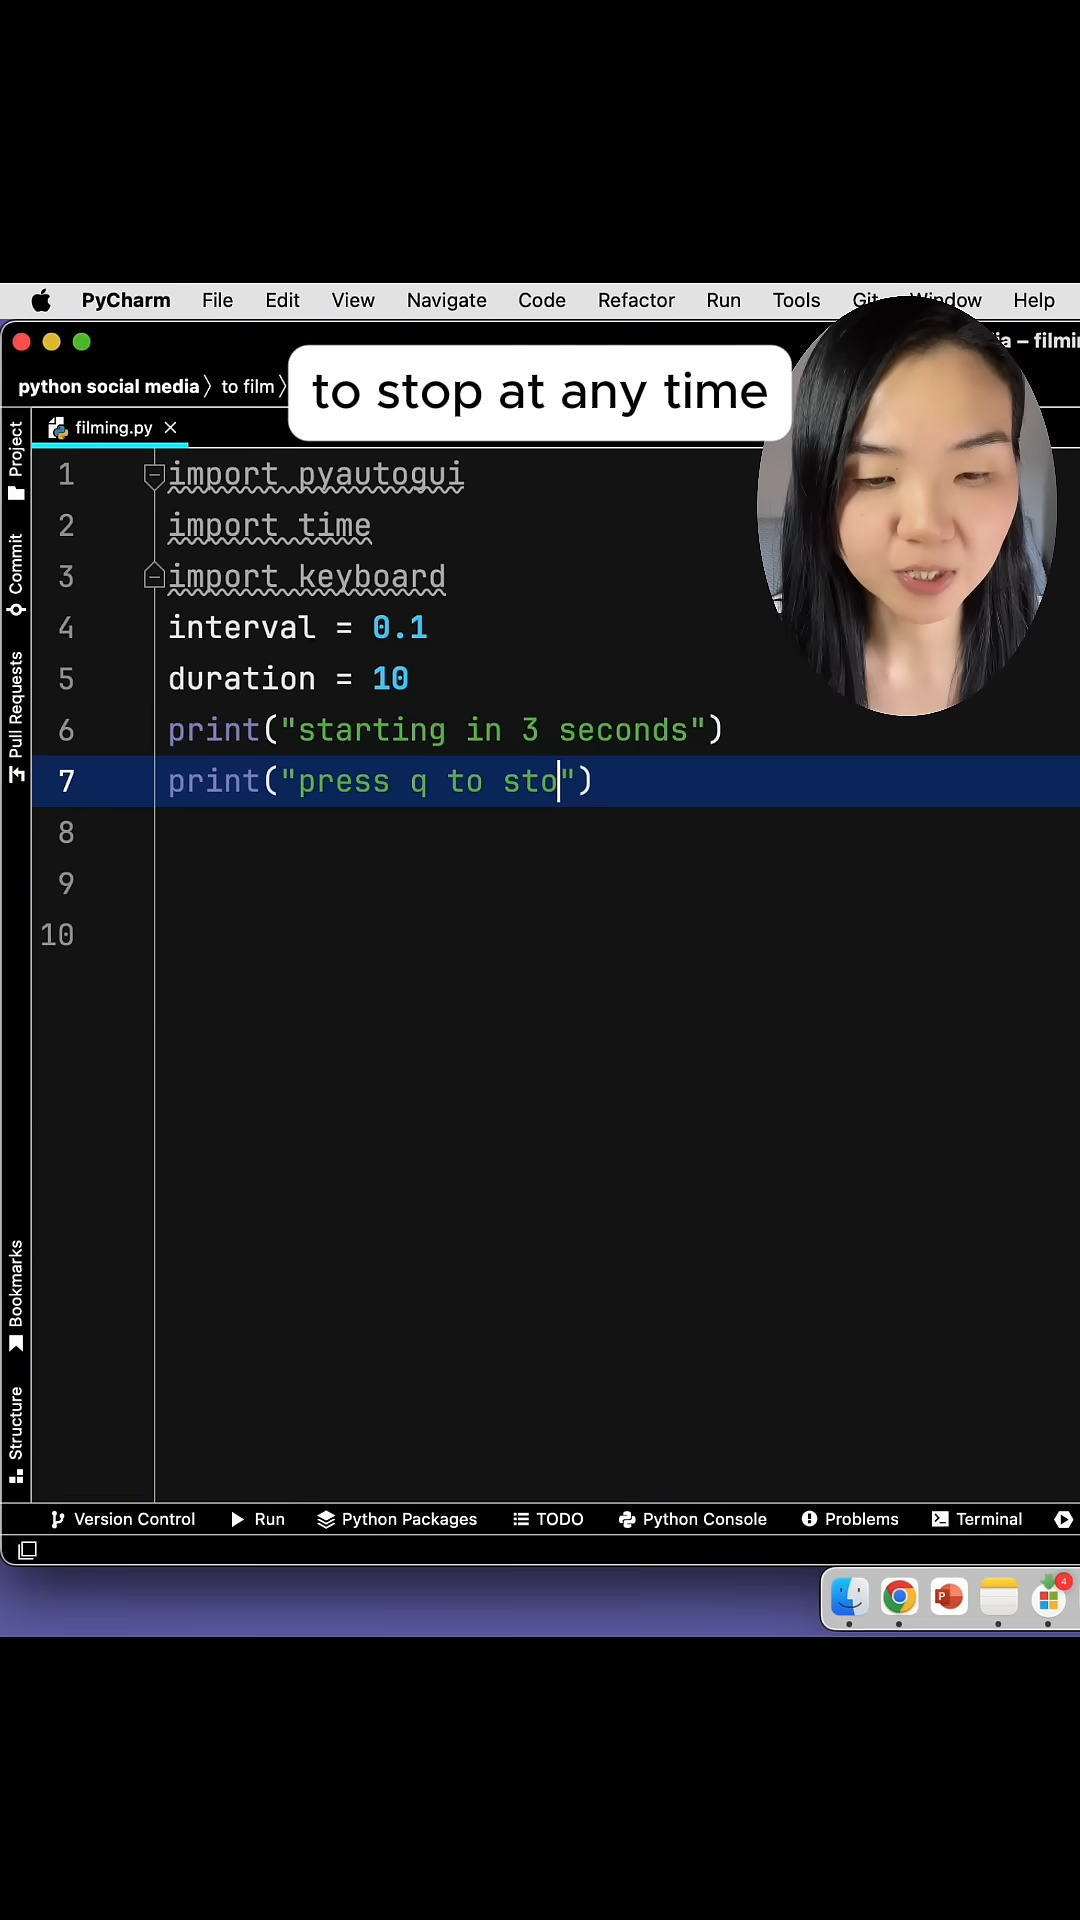 PyCharm File Edit View Navigate Code Refactor Run Tools Window Help
– filmin
python social media 〉 to film 〉
to stop at any time
filming.py
Project
Commit
Pull Requests
Bookmarks
Structure
1 import pyautogui
2 import time
3 import keyboard
4 interval = 0.1
5 duration = 10
6 print("starting in 3 seconds")
7 print("press q to sto")
8
9
10
Version Control Run Python Packages TODO Python Console Problems Terminal
P 4